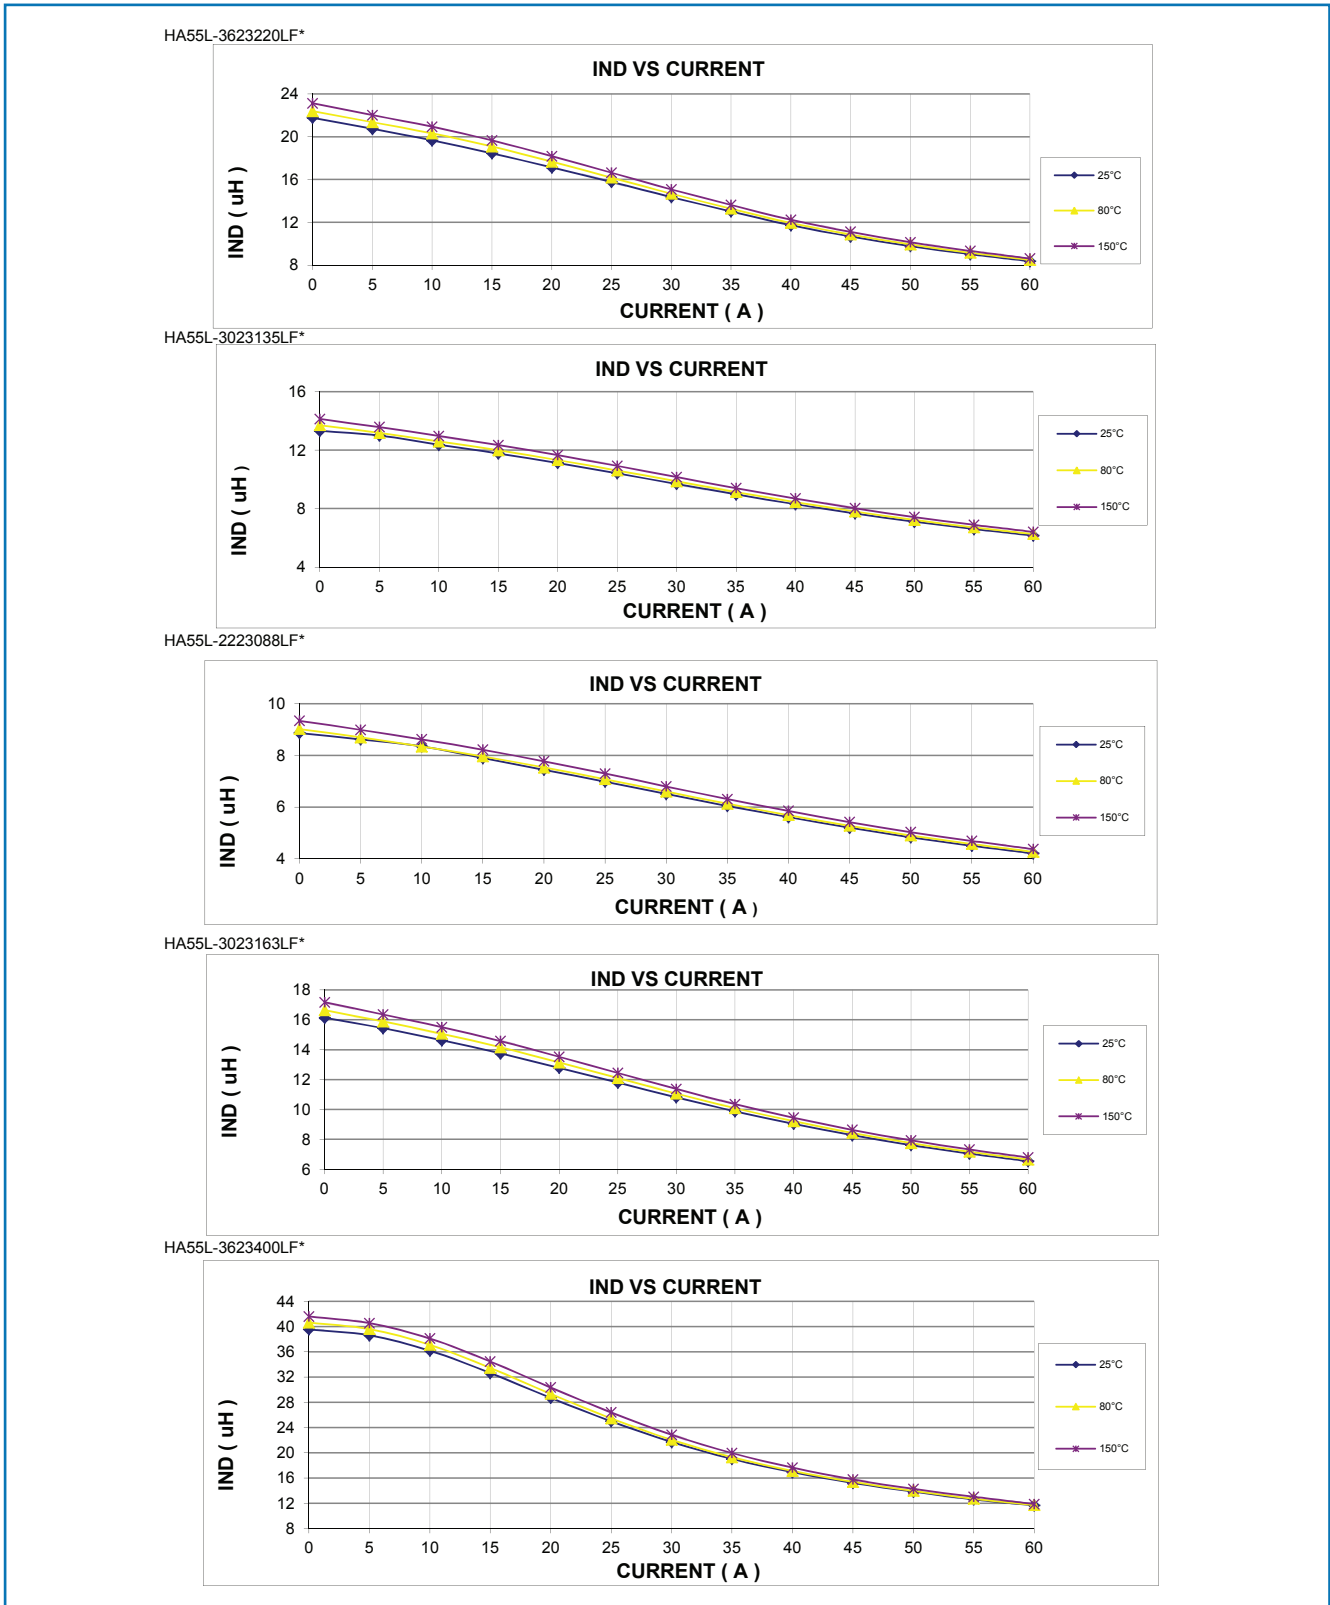 HA55L-3623220LF*
IND VS CURRENT
24
20
16
12
8
IND ( uH )
0 5 10 15 20 25 30 35 40 45 50 55 60
CURRENT ( A )
25°C
80°C
150°C
HA55L-3023135LF*
IND VS CURRENT
16
12
8
4
IND ( uH )
0 5 10 15 20 25 30 35 40 45 50 55 60
CURRENT ( A )
25°C
80°C
150°C
HA55L-2223088LF*
IND VS CURRENT
10
8
6
4
IND ( uH )
0 5 10 15 20 25 30 35 40 45 50 55 60
CURRENT ( A )
25°C
80°C
150°C
HA55L-3023163LF*
IND VS CURRENT
18
16
14
12
10
8
6
IND ( uH )
0 5 10 15 20 25 30 35 40 45 50 55 60
CURRENT ( A )
25°C
80°C
150°C
HA55L-3623400LF*
IND VS CURRENT
44
40
36
32
28
24
20
16
12
8
IND ( uH )
0 5 10 15 20 25 30 35 40 45 50 55 60
CURRENT ( A )
25°C
80°C
150°C